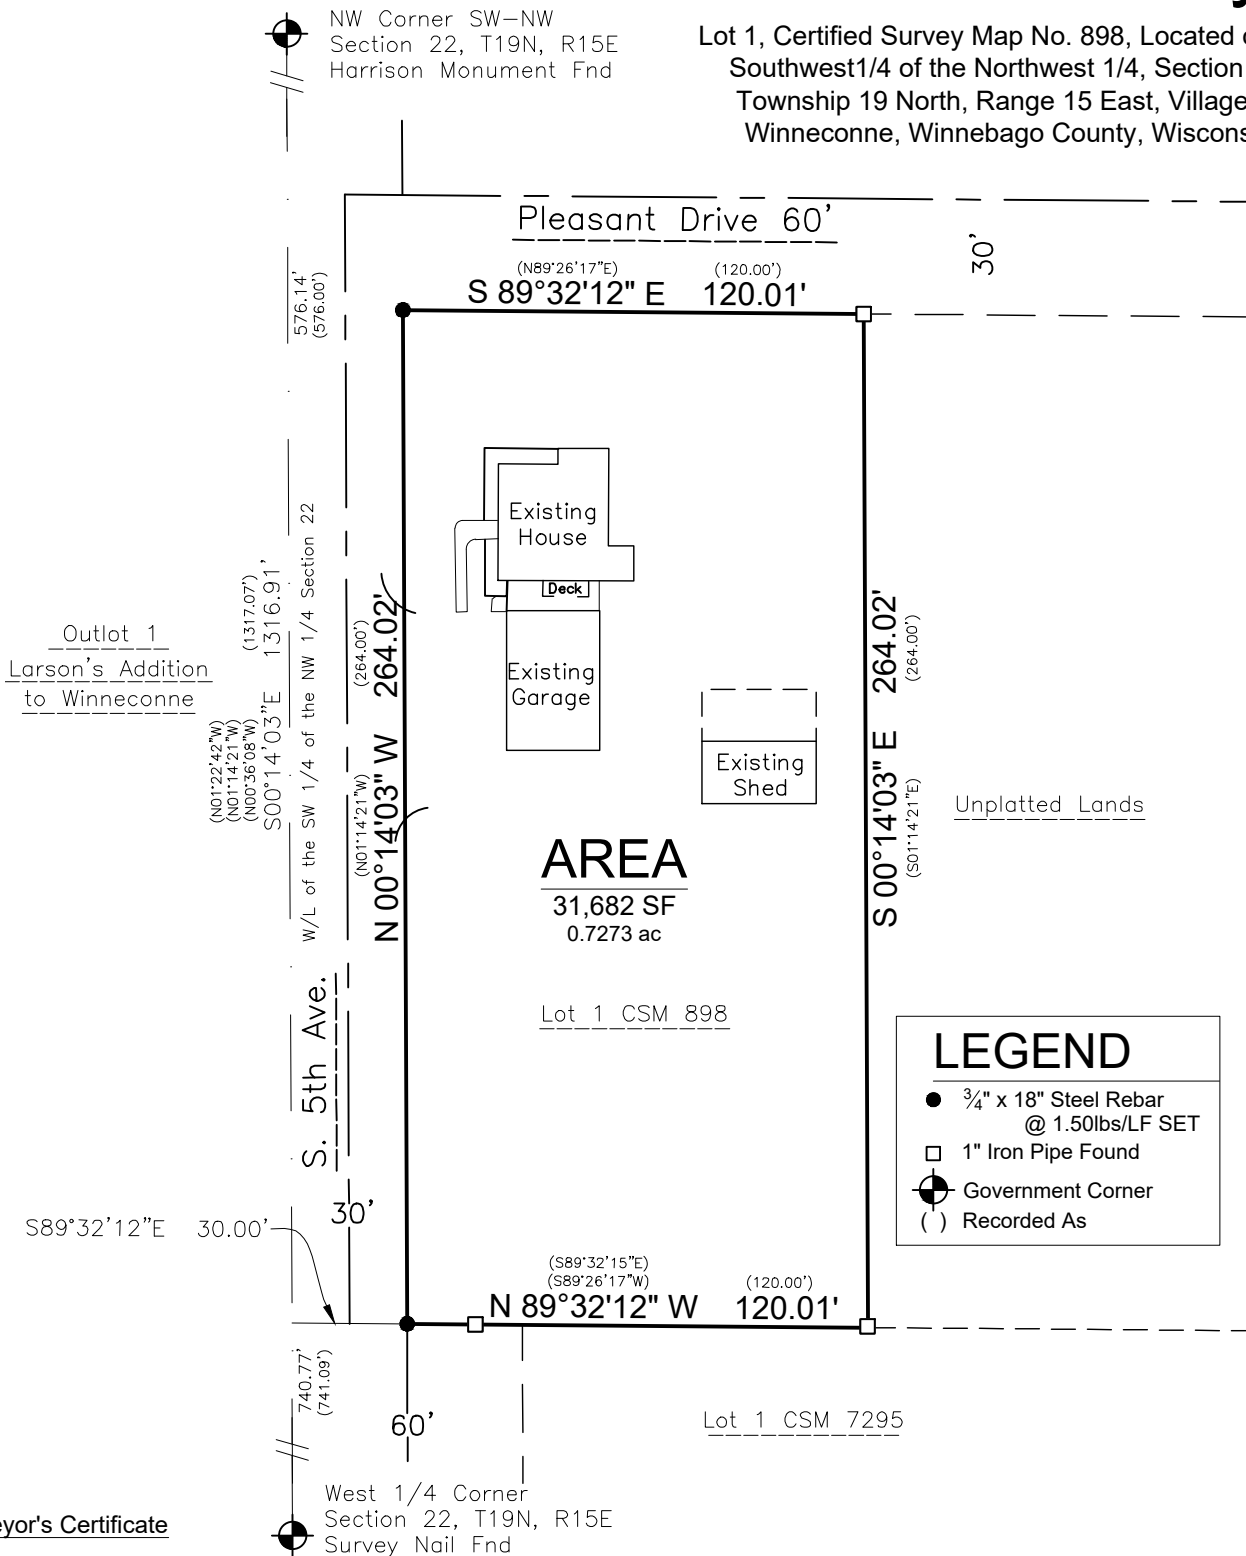 NW Corner SW-NW
Section 22, T19N, R15E
Harrison Monument Fnd
Lot 1, Certified Survey Map No. 898, Located
Southwest1/4 of the Northwest 1/4, Section
Township 19 North, Range 15 East, Village
Winneconne, Winnebago County,
Pleasant Drive 60'
30'
(N89°26'17"E) (120.00')
S 89°32'12" E 120.01'
576.14'
(576.00')
Existing
House
Deck
Existing
Garage
Existing
Shed
Outlot 1
Larson's Addition
to Winneconne
(N01°22'42"W)
(N01°14'21"W)
(N00°36'08"W)
(1317.07')
S00°14'03"E 1316.91'
W/L of the SW 1/4 of the NW 1/4 Section 22
(N01°14'21"W) (264.00')
N 00°14'03" W 264.02'
S 00°14'03" E 264.02'
(S01°14'21"E) (264.00')
Unplatted Lands
AREA
31,682 SF
0.7273 ac
Lot 1 CSM 898
S. 5th Ave.
LEGEND
¾" x 18" Steel Rebar
@ 1.50lbs/LF SET
1" Iron Pipe Found
Government Corner
( ) Recorded As
30'
S89°32'12"E 30.00'
(S89°32'15"E)
(S89°26'17"W) (120.00')
N 89°32'12" W 120.01'
740.77'
(741.09')
60'
Lot 1 CSM 7295
West 1/4 Corner
Section 22, T19N, R15E
Survey Nail Fnd
Certificate